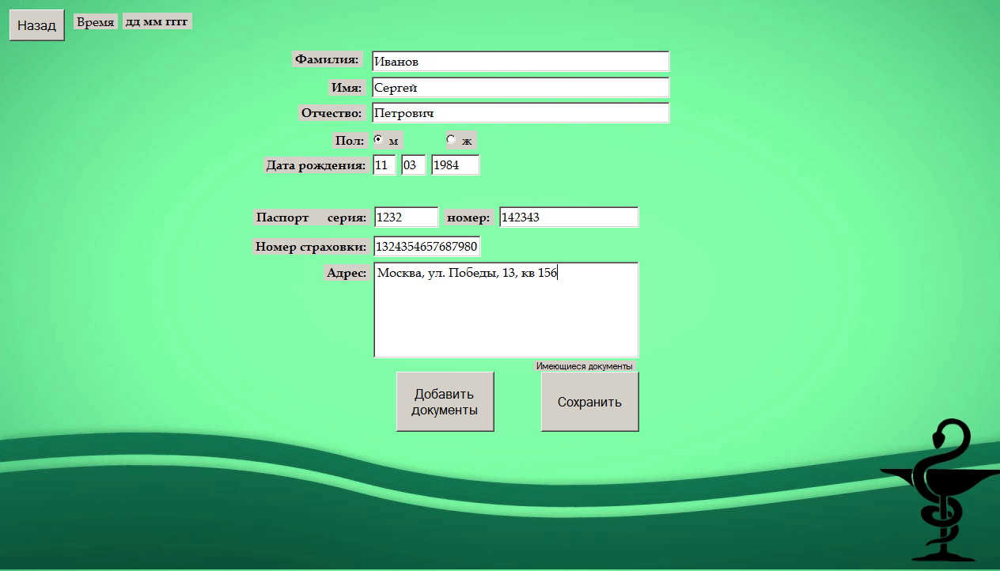 Назад Время дд мм гггг
Фамилия: Иванов
Имя: Сергей
Отчество: Петрович
Пол: м ж
Дата рождения: 11 03 1984
Паспорт серия: 1232 номер: 142343
Номер страховки: 1324354657687980
Адрес: Москва, ул. Победы, 13, кв 156
Имеющиеся документы
Добавить
документы
Сохранить